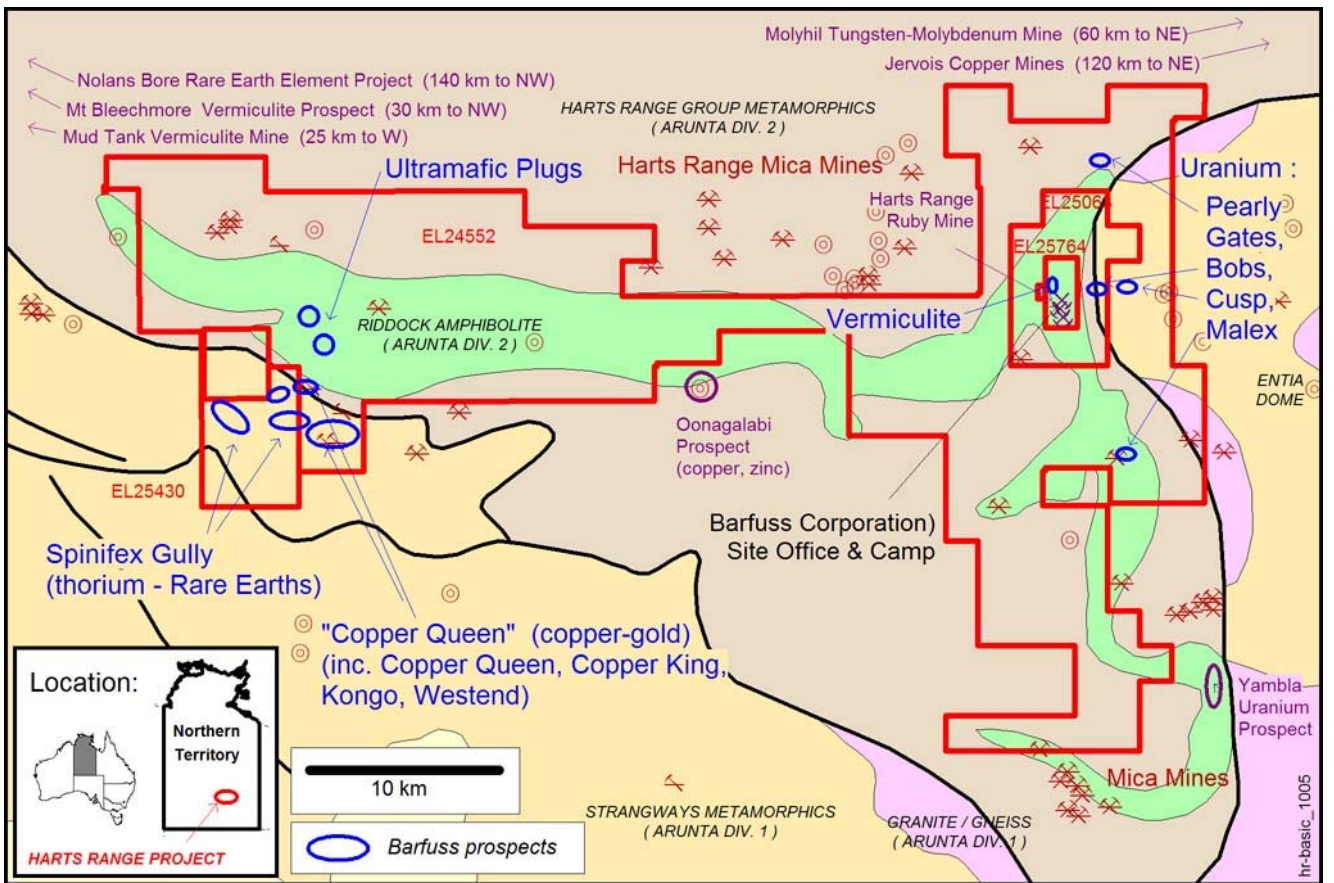 Molyhil Tungsten-Molybdenum Mine (60 km to NE)
Jervois Copper Mines (120 km to NE)
Nolans Bore Rare Earth Element Project (140 km to NW)
Mt Bleechmore Vermiculite Prospect (30 km to NW)
Mud Tank Vermiculite Mine (25 km to W)
HARTS RANGE GROUP METAMORPHICS
( ARUNTA DIV. 2 )
Ultramafic Plugs
Harts Range Mica Mines
Harts Range
Ruby Mine
EL24552
EL25064
EL25764
Uranium :
Pearly
Gates,
Bobs,
Cusp,
Malex
Vermiculite
RIDDOCK AMPHIBOLITE
( ARUNTA DIV. 2 )
ENTIA
DOME
Oonagalabi
Prospect
(copper, zinc)
EL25430
Barfuss Corporation)
Site Office & Camp
Spinifex Gully
(thorium - Rare Earths)
"Copper Queen" (copper-gold)
(inc. Copper Queen, Copper King,
Kongo, Westend)
Yambla
Uranium
Prospect
Mica Mines
Location:
Northern
Territory
HARTS RANGE PROJECT
10 km
Barfuss prospects
STRANGWAYS METAMORPHICS
( ARUNTA DIV. 1 )
GRANITE / GNEISS
( ARUNTA DIV. 1 )
hr-basic_1005